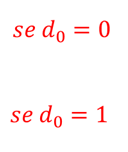 se d₀ = 0
se d₀ = 1